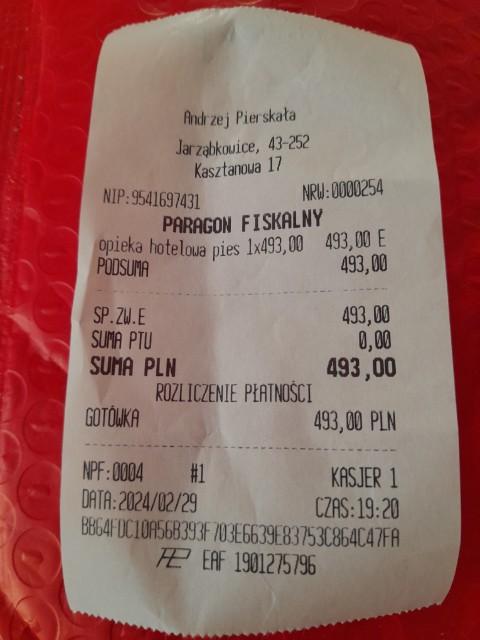 Andrzej Pierskała
Jarząbkowice, 43-252
Kasztanowa 17
NIP:9541697431 NRW:0000254
PARAGON FISKALNY
opieka hotelowa pies 1x493,00 493,00 E
PODSUMA 493,00
SP.ZW.E 493,00
SUMA PTU 0,00
SUMA PLN 493,00
ROZLICZENIE PŁATNOŚCI
GOTÓWKA 493,00 PLN
NPF:0004 #1 KASJER 1
DATA:2024/02/29 CZAS:19:20
BB64FDC10A56B393F703E6639E83753C864C47FA
EAF 1901275796